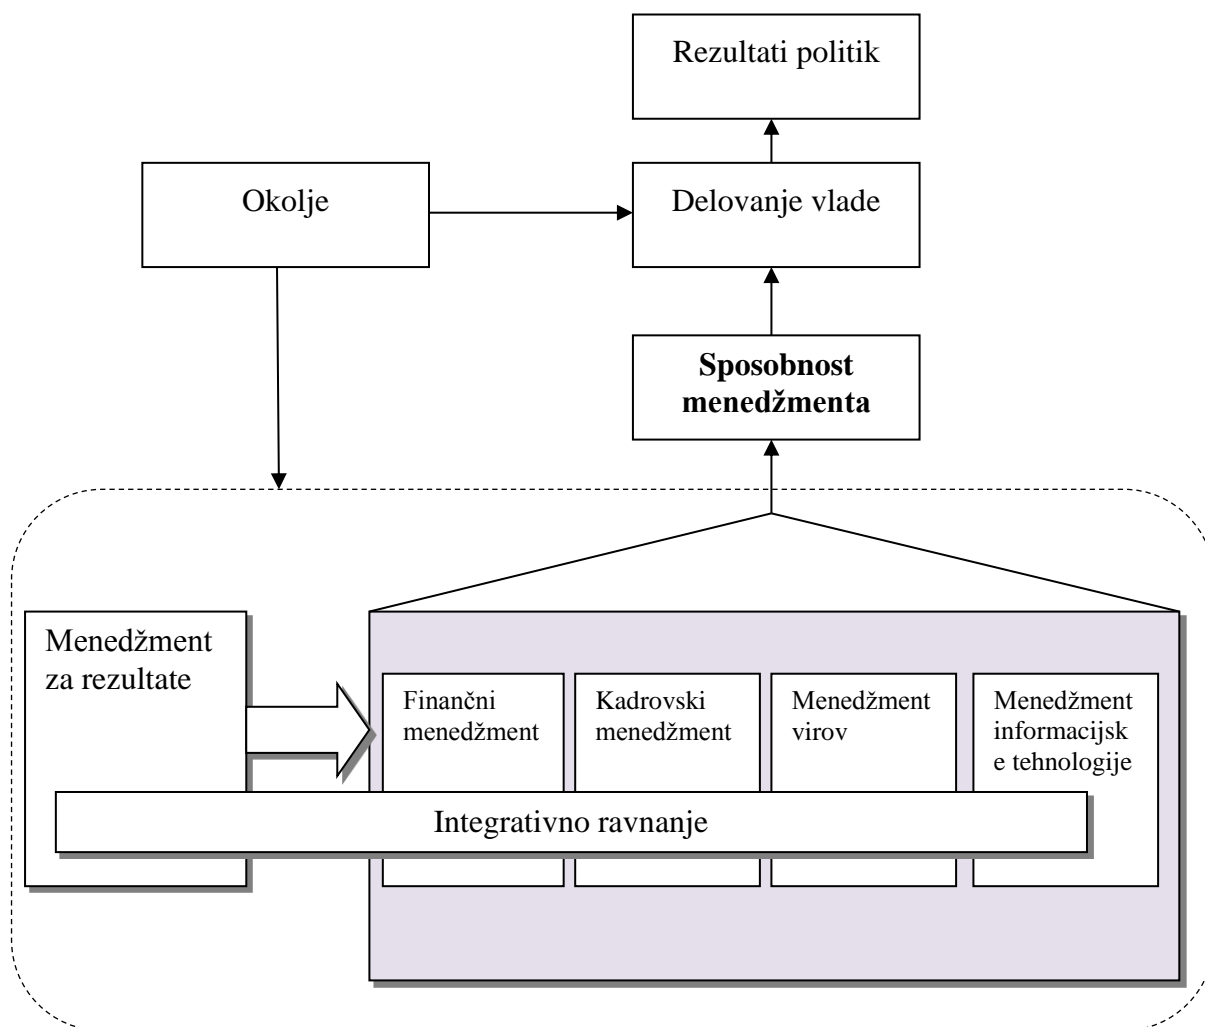 Rezultati politik
Okolje
Delovanje vlade
Sposobnost
menedžmenta
Menedžment
za rezultate
Finančni
menedžment
Kadrovski
menedžment
Menedžment
virov
Menedžment
informacijsk
e tehnologije
Integrativno ravnanje